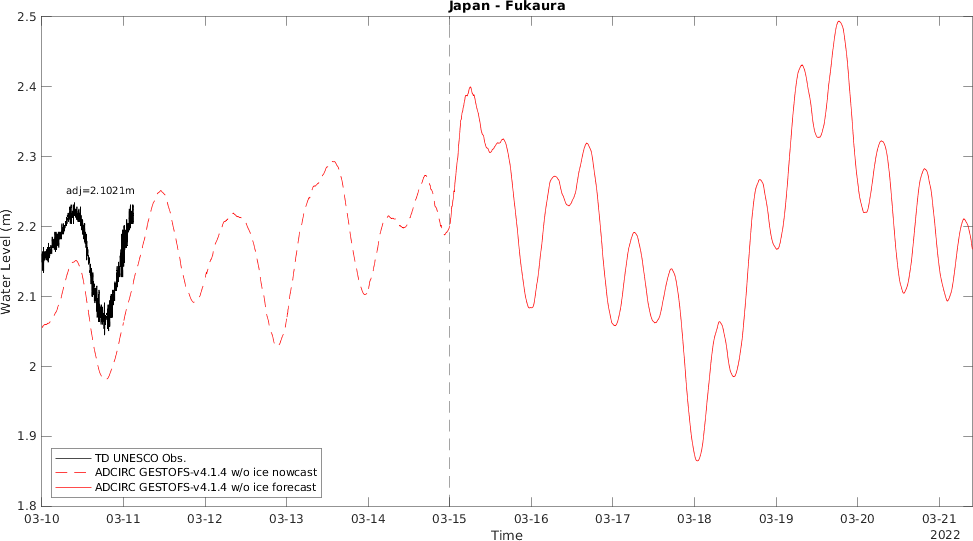 Japan - Fukaura
2.5
2.4
2.3
2.2
2.1
2
1.9
1.8
Water Level (m)
adj=2.1021m
TD UNESCO Obs.
ADCIRC GESTOFS-v4.1.4 w/o ice nowcast
ADCIRC GESTOFS-v4.1.4 w/o ice forecast
03-10 03-11 03-12 03-13 03-14 03-15 03-16 03-17 03-18 03-19 03-20 03-21
Time
2022